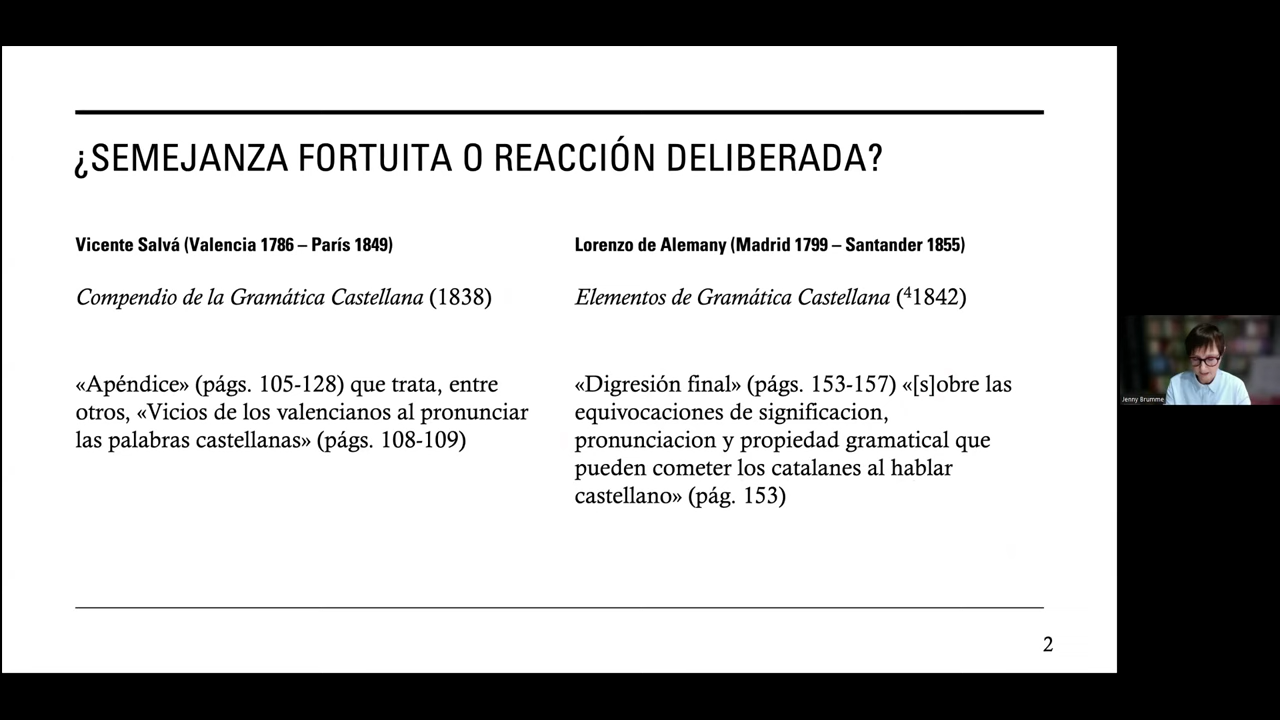 ¿SEMEJANZA FORTUITA O REACCIÓN DELIBERADA?
Vicente Salvá (Valencia 1786 – París 1849)
Compendio de la Gramática Castellana (1838)
«Apéndice» (págs. 105-128) que trata, entre
otros, «Vicios de los valencianos al pronunciar
las palabras castellanas» (págs. 108-109)
Lorenzo de Alemany (Madrid 1799 – Santander 1855)
Elementos de Gramática Castellana (⁴1842)
«Digresión final» (págs. 153-157) «[s]obre las
equivocaciones de significacion,
pronunciacion y propiedad gramatical que
pueden cometer los catalanes al hablar
castellano» (pág. 153)
2
Jenny Brumme